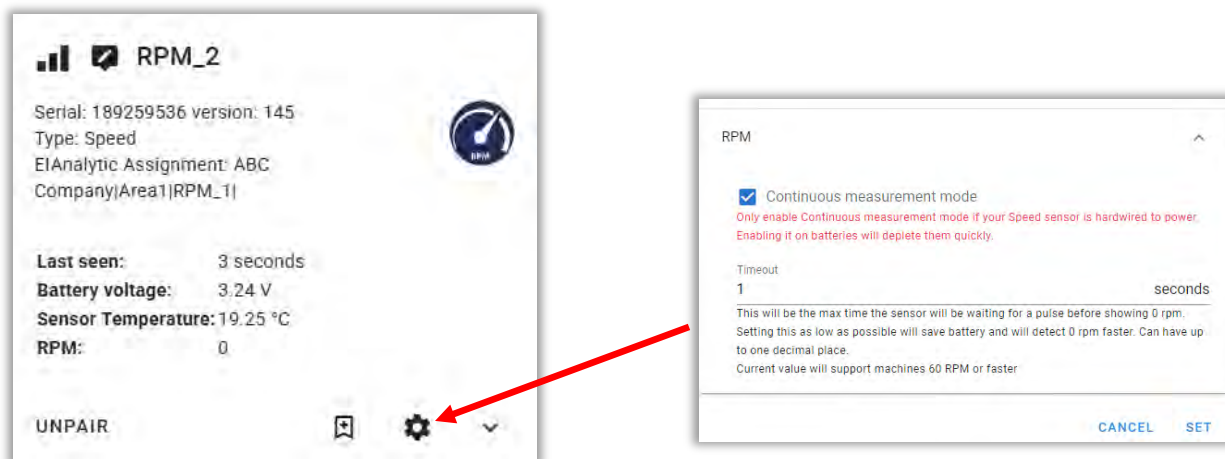 RPM_2
Serial: 189259536 version: 145
Type: Speed
EIAnalytic Assignment: ABC
Company|Area1|RPM_1|
RPM
Last seen: 3 seconds
Battery voltage: 3.24 V
Sensor Temperature: 19.25 °C
RPM: 0
UNPAIR
RPM
Continuous measurement mode
Only enable Continuous measurement mode if your Speed sensor is hardwired to power.
Enabling it on batteries will deplete them quickly.
Timeout
1 seconds
This will be the max time the sensor will be waiting for a pulse before showing 0 rpm.
Setting this as low as possible will save battery and will detect 0 rpm faster. Can have up
to one decimal place.
Current value will support machines 60 RPM or faster
CANCEL SET